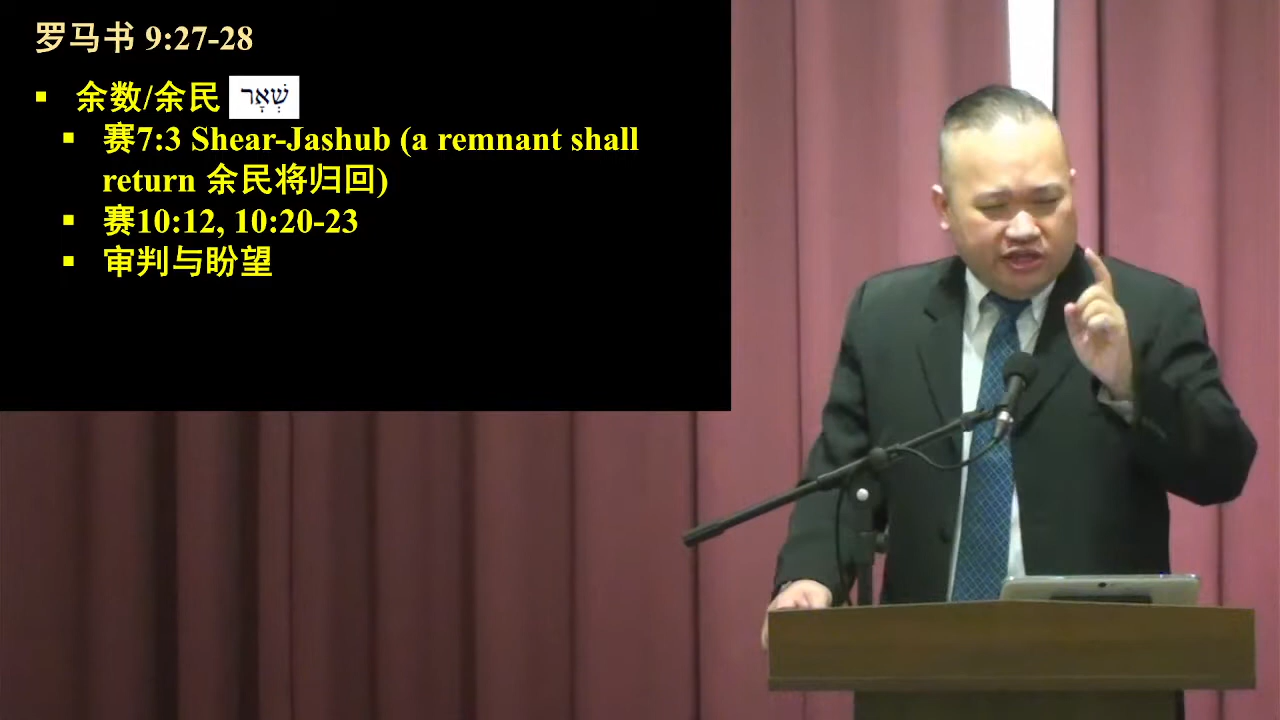 罗马书 9:27-28
▪ 余数/余民 שְׁאָר
▪ 赛7:3 Shear-Jashub (a remnant shall
return 余民将归回)
▪ 赛10:12, 10:20-23
▪ 审判与盼望